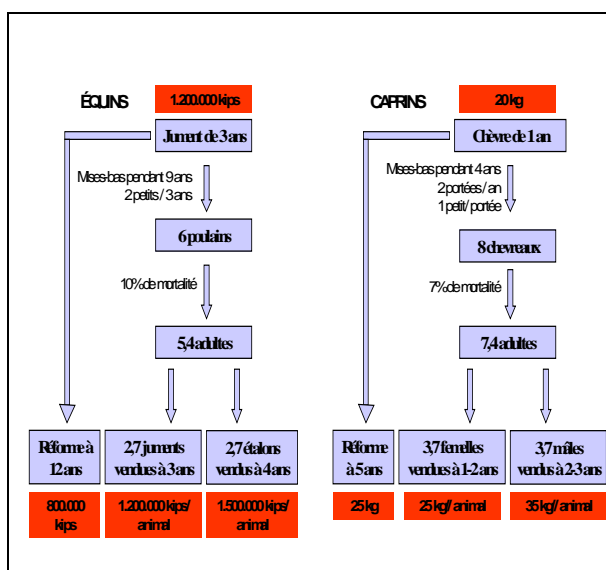 ÉQUINS
1.200.000 kips
Jument de 3 ans
Mises-bas pendant 9 ans
2 petits / 3 ans
6 poulains
10% de mortalité
5,4 adultes
Réforme à
12 ans
2,7 juments
vendues à 3 ans
2,7 étalons
vendus à 4 ans
800.000
kips
1.200.000 kips/
animal
1.500.000 kips/
animal
CAPRINS
20 kg
Chèvre de 1 an
Mises-bas pendant 4 ans
2 portées / an
1 petit / portée
8 chevreaux
7% de mortalité
7,4 adultes
Réforme
à 5 ans
3,7 femelles
vendues à 1-2 ans
3,7 mâles
vendus à 2-3 ans
25 kg
25 kg/ animal
35 kg/ animal